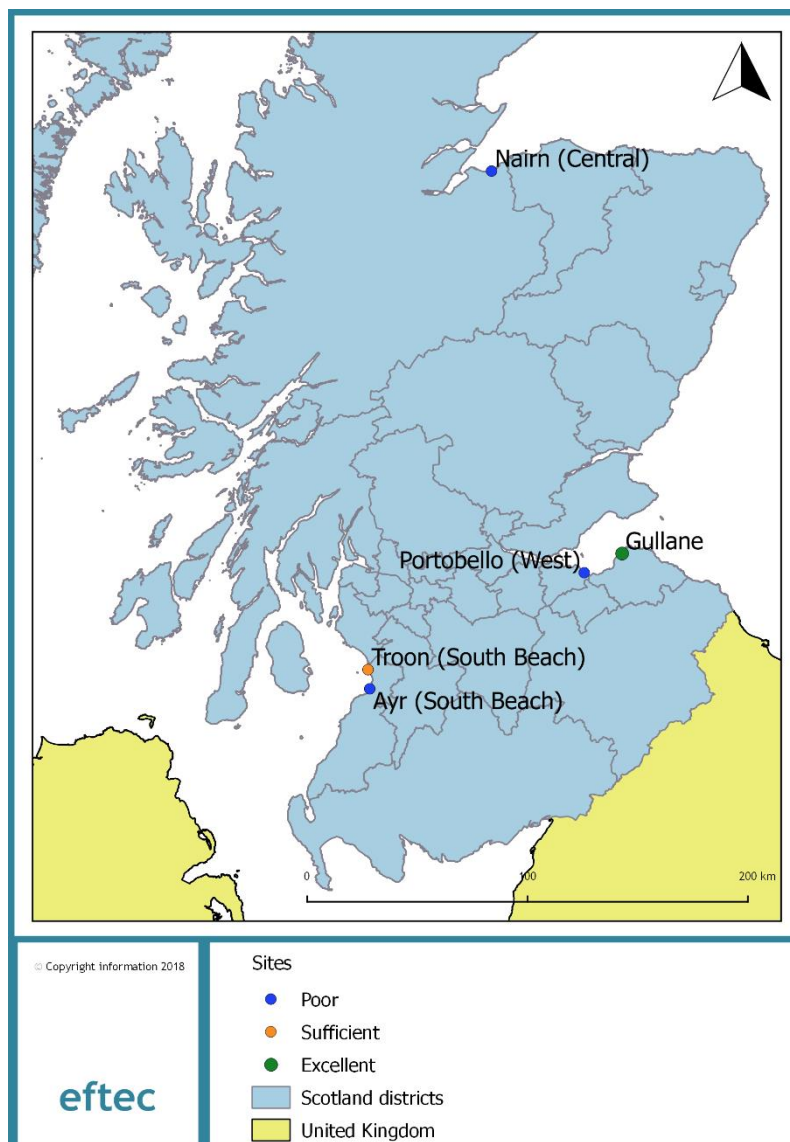 Nairn (Central)
Gullane
Portobello (West)
Troon (South Beach)
Ayr (South Beach)
0 100 200 km
© Copyright information 2018
eftec
Sites
Poor
Sufficient
Excellent
Scotland districts
United Kingdom